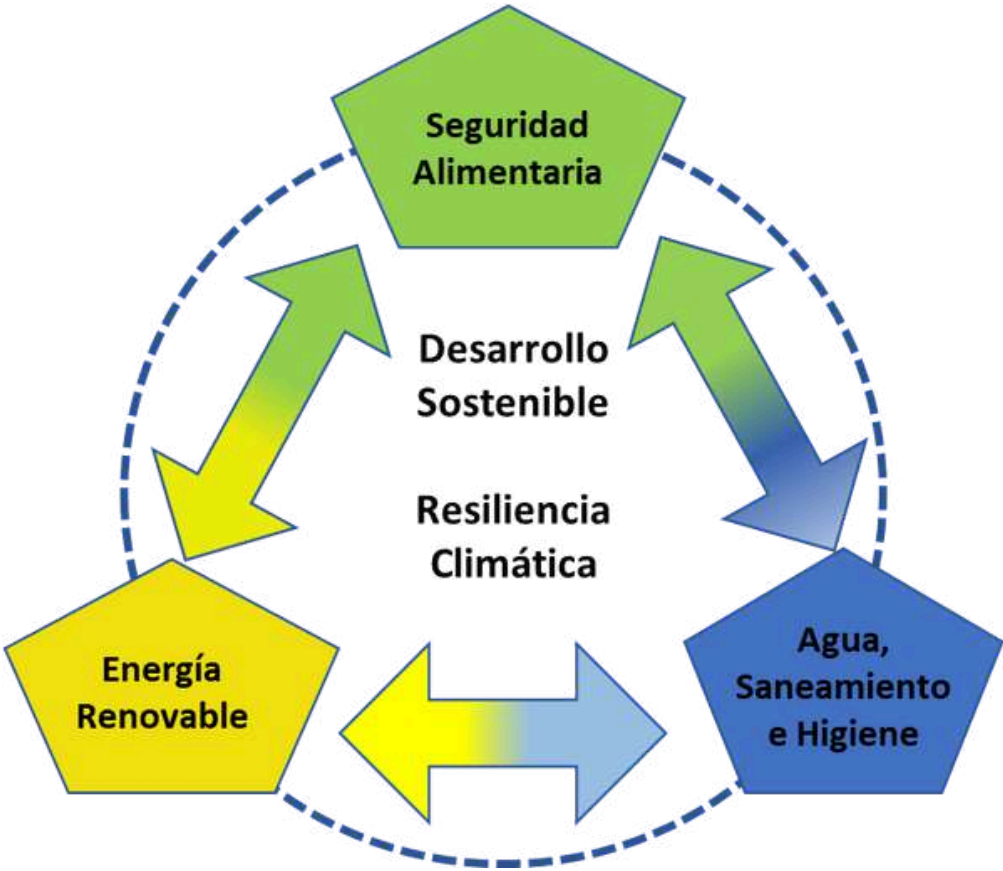 Seguridad
Alimentaria
Desarrollo
Sostenible
Resiliencia
Climática
Energía
Renovable
Agua,
Saneamiento
e Higiene